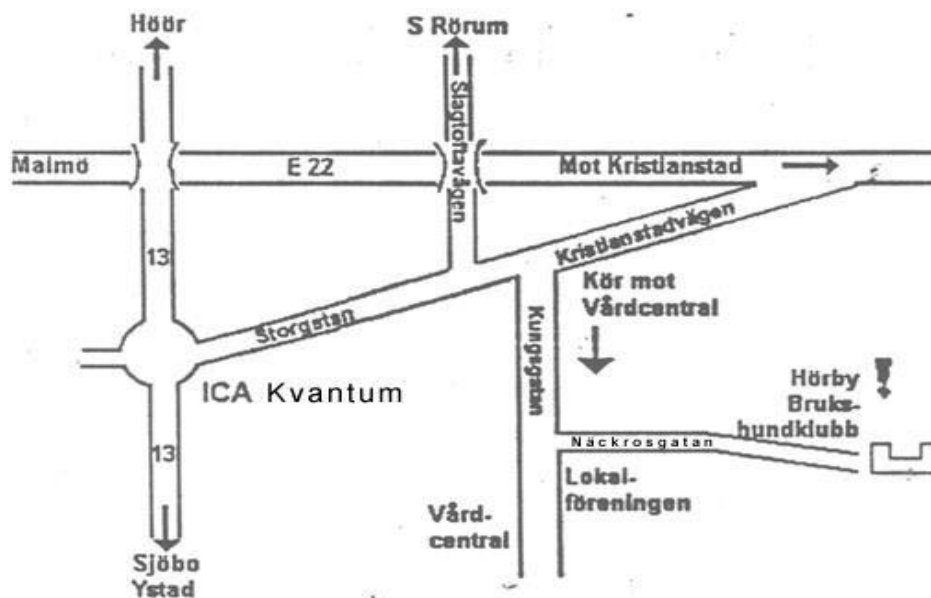 Höör
S Rörum
Slagtoftavägen
Malmö
E 22
Mot Kristianstad
Kristianstadvägen
13
Kör mot
Vårdcentral
Storgstan
Kungsgatan
ICA Kvantum
Hörby
Bruks-
hundklubb
Näckrosgatan
13
Lokal-
föreningen
Vård-
central
Sjöbo
Ystad